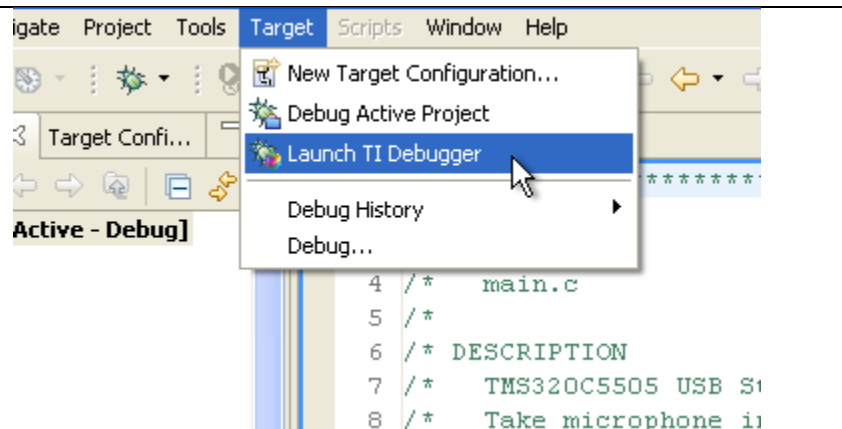 igate Project Tools Target Scripts Window Help
New Target Configuration...
Debug Active Project
Target Confi...
Launch TI Debugger
*********
Debug History
Active - Debug]
Debug...
4 /* main.c
5 /*
6 /* DESCRIPTION
7 /* TMS320C5505 USB St
8 /* Take microphone in